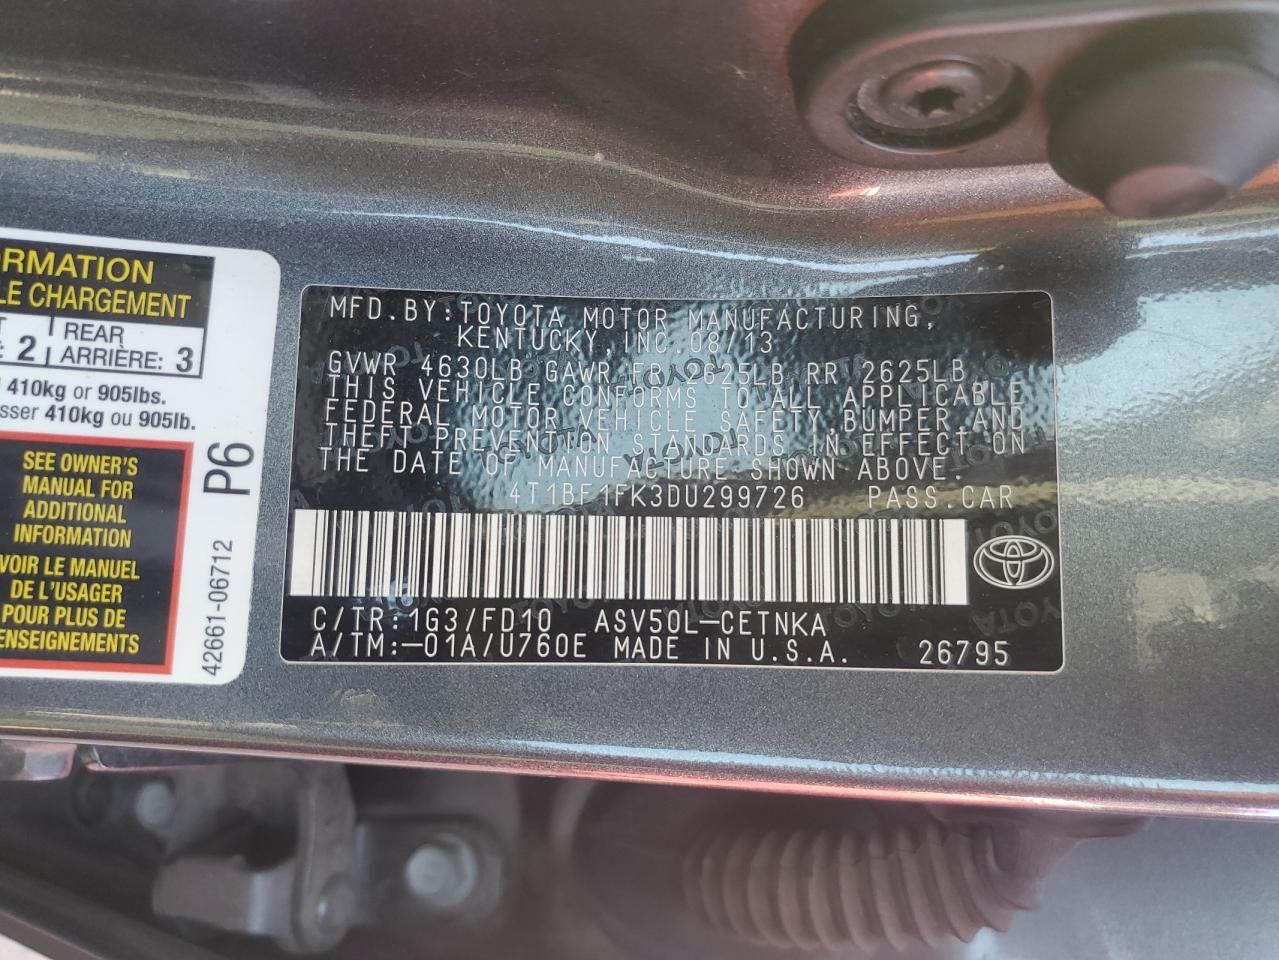 RMATION
LE CHARGEMENT
T
: 2
REAR
ARRIÈRE: 3
410kg or 905lbs.
sser 410kg ou 905lb.
SEE OWNER'S
MANUAL FOR
ADDITIONAL
INFORMATION
VOIR LE MANUEL
DE L'USAGER
POUR PLUS DE
ENSEIGNEMENTS
P6
42661-06712
MFD.BY:TOYOTA MOTOR MANUFACTURING,
KENTUCKY,INC.08/13
GVWR 4630LB GAWR FR 2625LB RR 2625LB
THIS VEHICLE CONFORMS TO ALL APPLICABLE
FEDERAL MOTOR VEHICLE SAFETY BUMPER,AND
THEFT PREVENTION STANDARDS IN EFFECT ON
THE DATE OF MANUFACTURE SHOWN ABOVE.
4T1BF1FK3DU299726 PASS.CAR
C/TR:1G3/FD10 ASV50L-CETNKA
A/TM:-01A/U760E MADE IN U.S.A. 26795